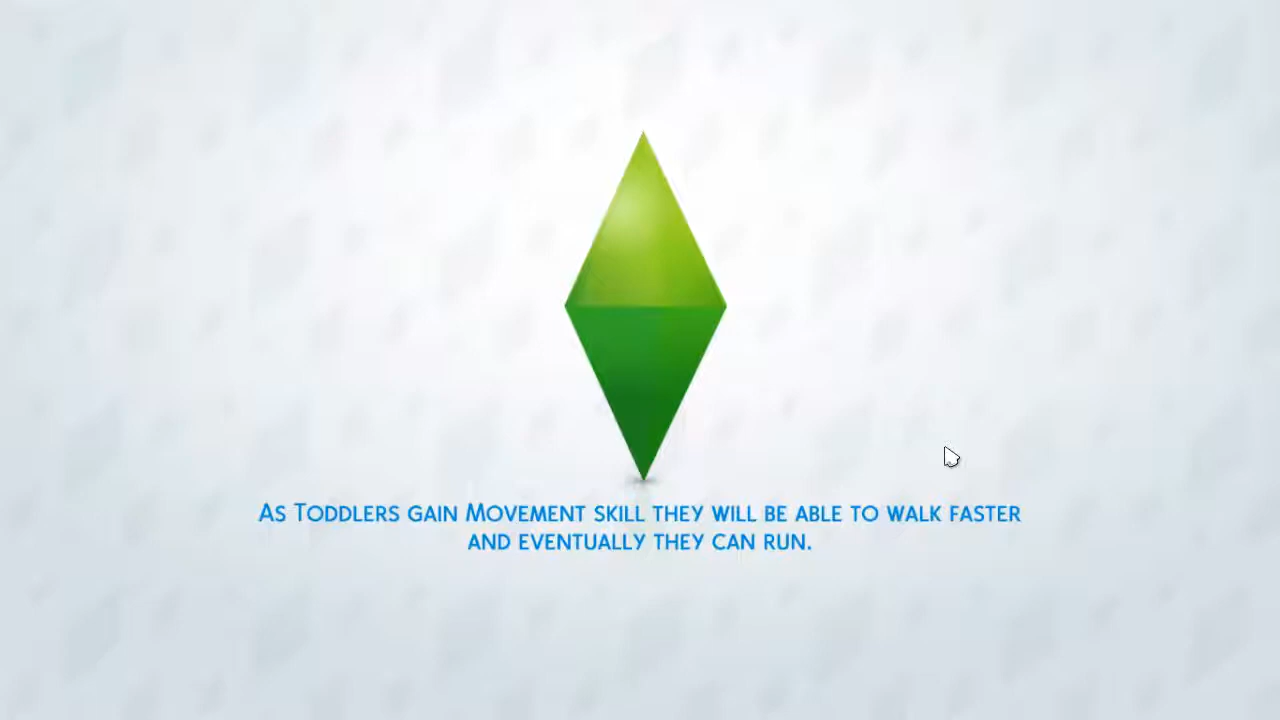 As Toddlers gain Movement skill they will be able to walk faster
and eventually they can run.